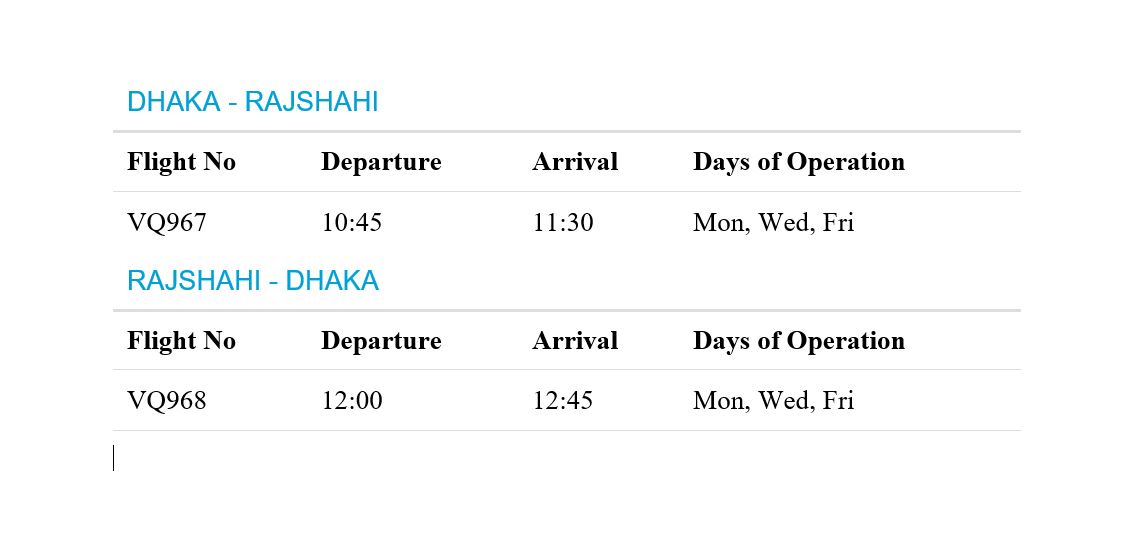 DHAKA - RAJSHAHI
Flight No Departure Arrival Days of Operation
VQ967 10:45 11:30 Mon, Wed, Fri
RAJSHAHI - DHAKA
Flight No Departure Arrival Days of Operation
VQ968 12:00 12:45 Mon, Wed, Fri